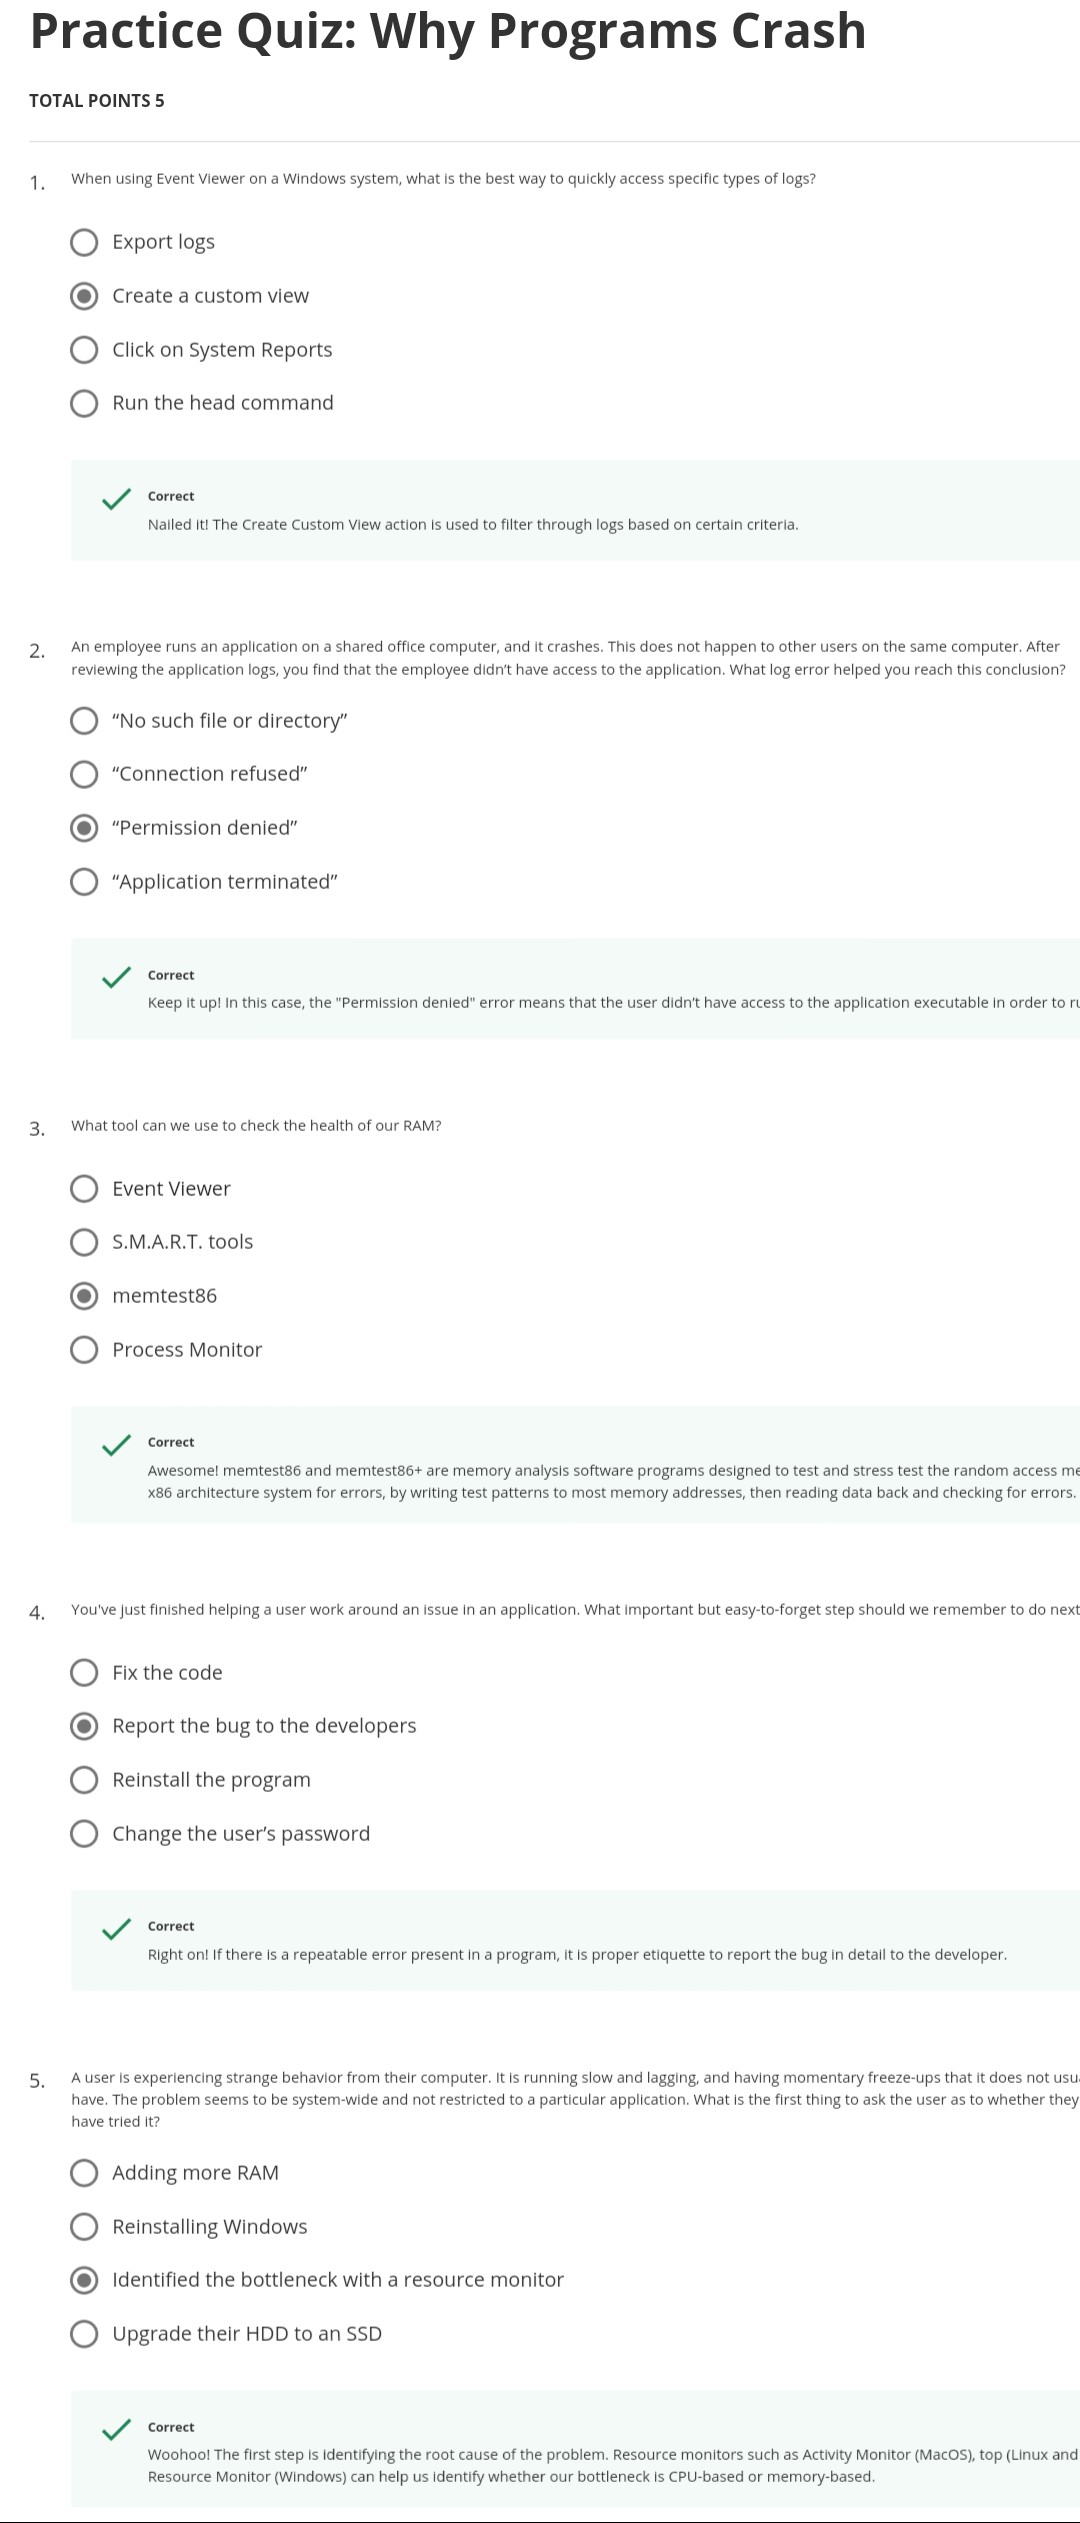 Practice Quiz: Why Programs Crash
TOTAL POINTS 5
1. When using Event Viewer on a Windows system, what is the best way to quickly access specific types of logs?
Export logs
Create a custom view
Click on System Reports
Run the head command
Correct
Nailed it! The Create Custom View action is used to filter through logs based on certain criteria.
2. An employee runs an application on a shared office computer, and it crashes. This does not happen to other users on the same computer. After
reviewing the application logs, you find that the employee didn’t have access to the application. What log error helped you reach this conclusion?
“No such file or directory”
“Connection refused”
“Permission denied”
“Application terminated”
Correct
Keep it up! In this case, the "Permission denied" error means that the user didn’t have access to the application executable in order to
3. What tool can we use to check the health of our RAM?
Event Viewer
S.M.A.R.T. tools
memtest86
Process Monitor
Correct
Awesome! memtest86 and memtest86+ are memory analysis software programs designed to test and stress test the random access
x86 architecture system for errors, by writing test patterns to most memory addresses, then reading data back and checking for errors.
4. You've just finished helping a user work around an issue in an application. What important but easy-to-forget step should we remember to do next
Fix the code
Report the bug to the developers
Reinstall the program
Change the user’s password
Correct
Right on! If there is a repeatable error present in a program, it is proper etiquette to report the bug in detail to the developer.
5. A user is experiencing strange behavior from their computer. It is running slow and lagging, and having momentary freeze-ups that it does not
have. The problem seems to be system-wide and not restricted to a particular application. What is the first thing to ask the user as to whether they
have tried it?
Adding more RAM
Reinstalling Windows
Identified the bottleneck with a resource monitor
Upgrade their HDD to an SSD
Correct
Woohoo! The first step is identifying the root cause of the problem. Resource monitors such as Activity Monitor (MacOS), top (Linux and
Resource Monitor (Windows) can help us identify whether our bottleneck is CPU-based or memory-based.